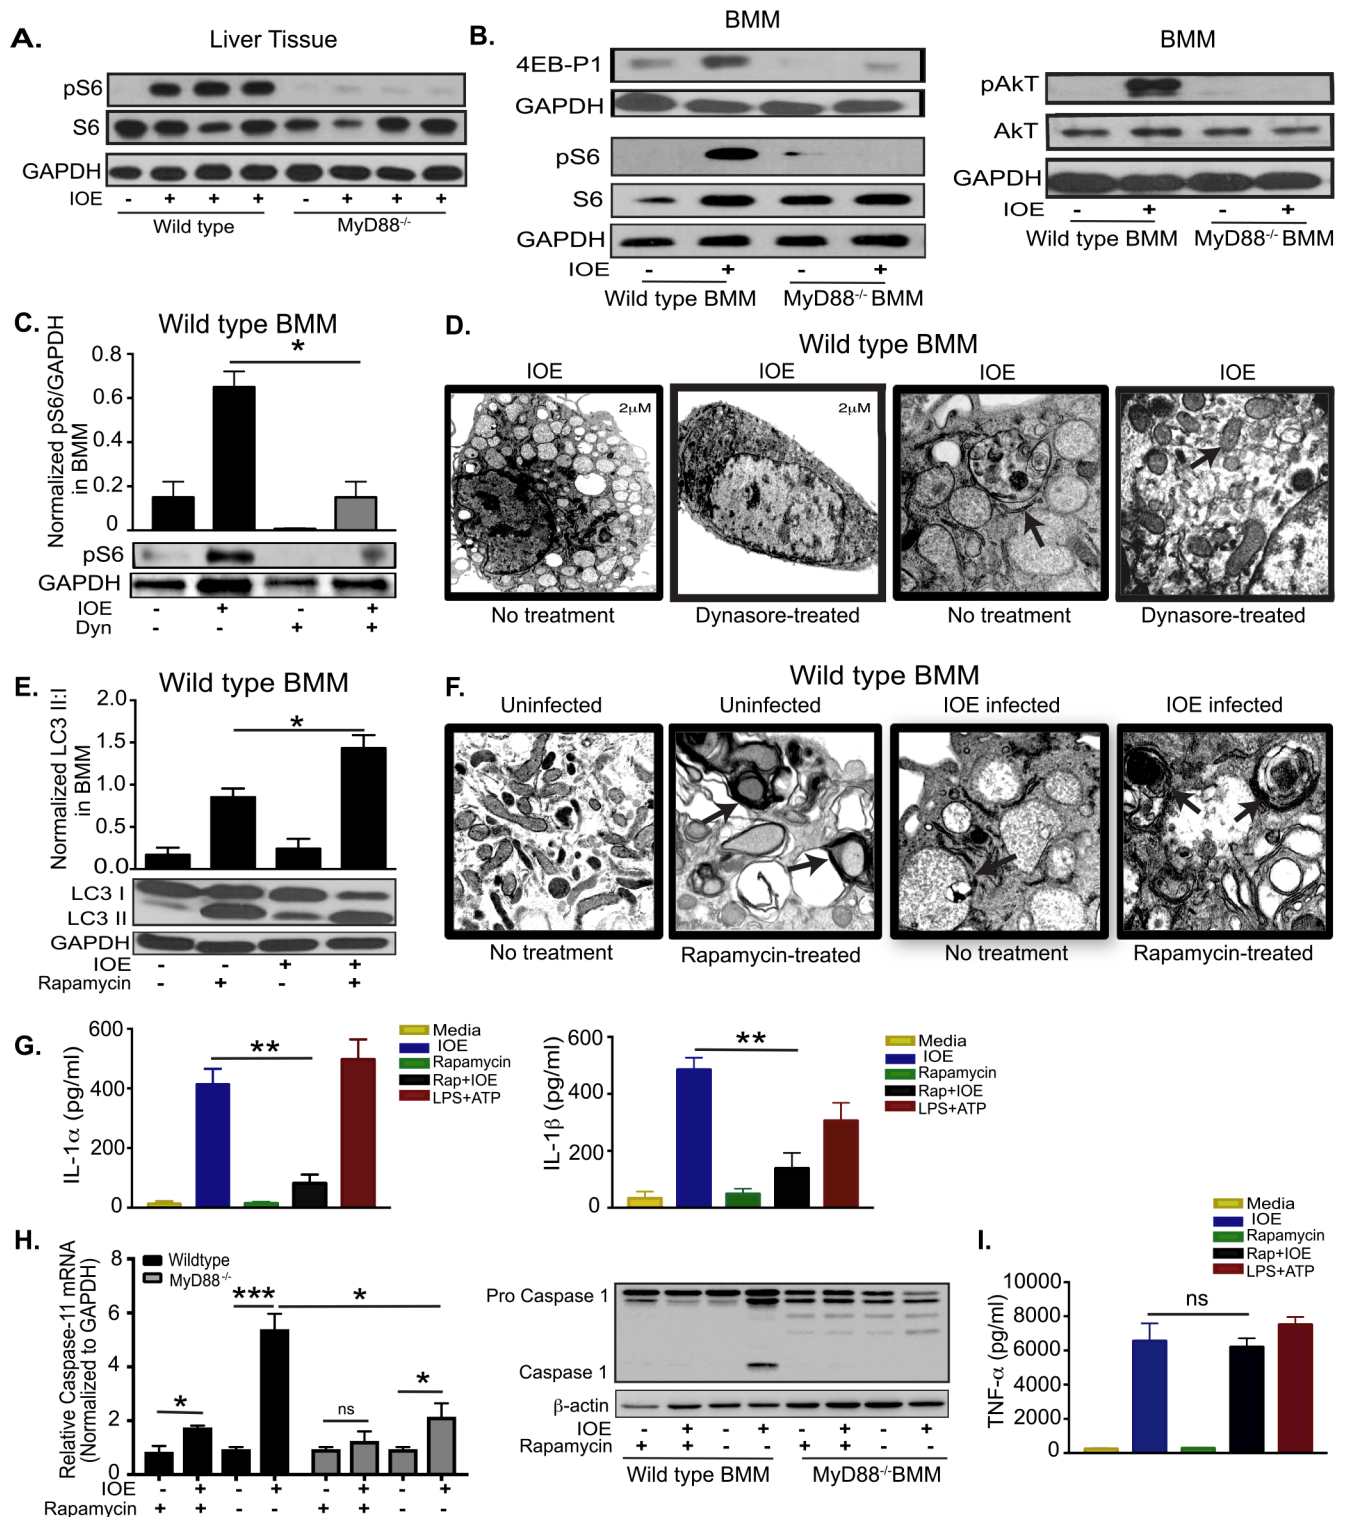 A.
Liver Tissue
pS6
S6
GAPDH
IOE - + + + - + + +
Wild type MyD88-/-
B.
BMM
4EB-P1
GAPDH
pS6
S6
GAPDH
IOE - + - +
Wild type BMM MyD88-/- BMM
BMM
pAkT
AkT
GAPDH
IOE - + - +
Wild type BMM MyD88-/- BMM
C.
Wild type BMM
Normalized pS6/GAPDH
in BMM
0.8
0.6
0.4
0.2
0
*
pS6
GAPDH
IOE - + - +
Dyn - - + +
D.
Wild type BMM
IOE IOE IOE IOE
2µM 2µM
No treatment Dynasore-treated No treatment Dynasore-treated
E.
Wild type BMM
Normalized LC3 II:I
in BMM
2.0
1.5
1.0
0.5
0.0
*
LC3 I
LC3 II
GAPDH
IOE - - + +
Rapamycin - + - +
F.
Wild type BMM
Uninfected Uninfected IOE infected IOE infected
No treatment Rapamycin-treated No treatment Rapamycin-treated
G.
IL-1α (pg/ml)
600
400
200
0
**
Media
IOE
Rapamycin
Rap+IOE
LPS+ATP
IL-1β (pg/ml)
600
400
200
0
**
Media
IOE
Rapamycin
Rap+IOE
LPS+ATP
H.
Relative Caspase-11 mRNA
(Normalized to GAPDH)
8
6
4
2
0
Wildtype
MyD88-/-
* *** * ns *
IOE - + - + - + - +
Rapamycin + + - - + + - -
Pro Caspase 1
Caspase 1
β-actin
IOE - + - + - + - +
Rapamycin + + - - + + - -
Wild type BMM MyD88-/-BMM
I.
Media
IOE
Rapamycin
Rap+IOE
LPS+ATP
TNF-α (pg/ml)
10000
8000
6000
4000
2000
0
ns